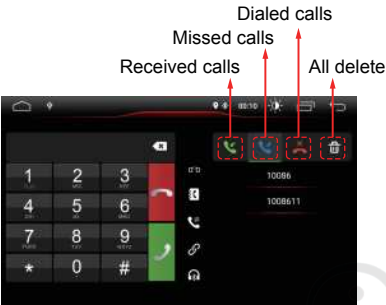 Dialed calls
Missed calls
Received calls All delete
00:10
1 2 3
10086
4 5 6
1008611
7 8 9
* 0 #